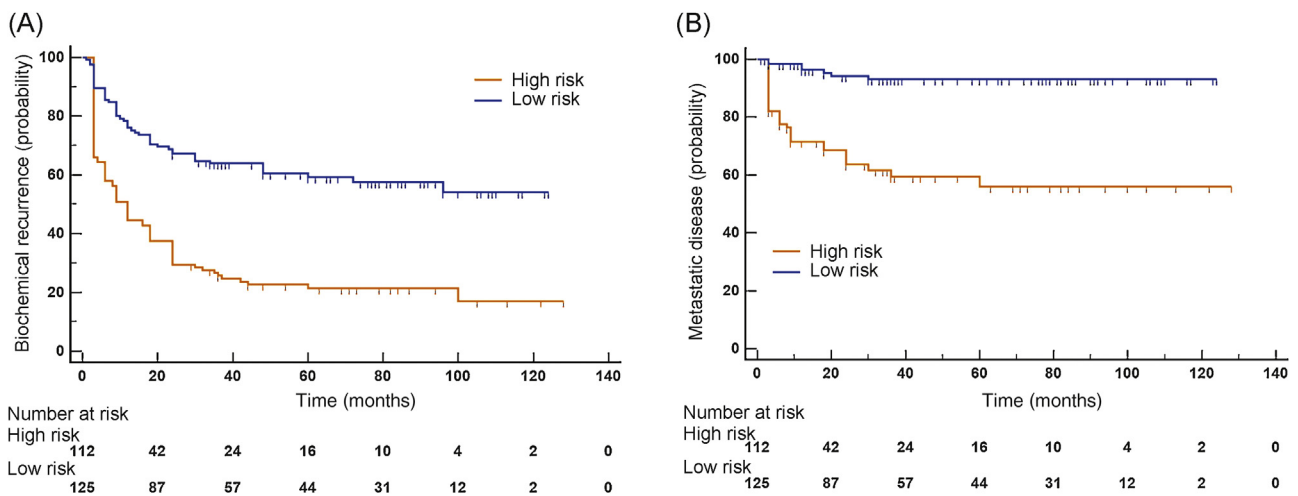 (A)
Biochemical recurrence (probability)
100
80
60
40
20
0
High risk
Low risk
0 20 40 60 80 100 120 140
Time (months)
Number at risk
High risk
112 42 24 16 10 4 2 0
Low risk
125 87 57 44 31 12 2 0
(B)
Metastatic disease (probability)
100
80
60
40
20
0
High risk
Low risk
0 20 40 60 80 100 120 140
Time (months)
Number at risk
High risk
112 42 24 16 10 4 2 0
Low risk
125 87 57 44 31 12 2 0